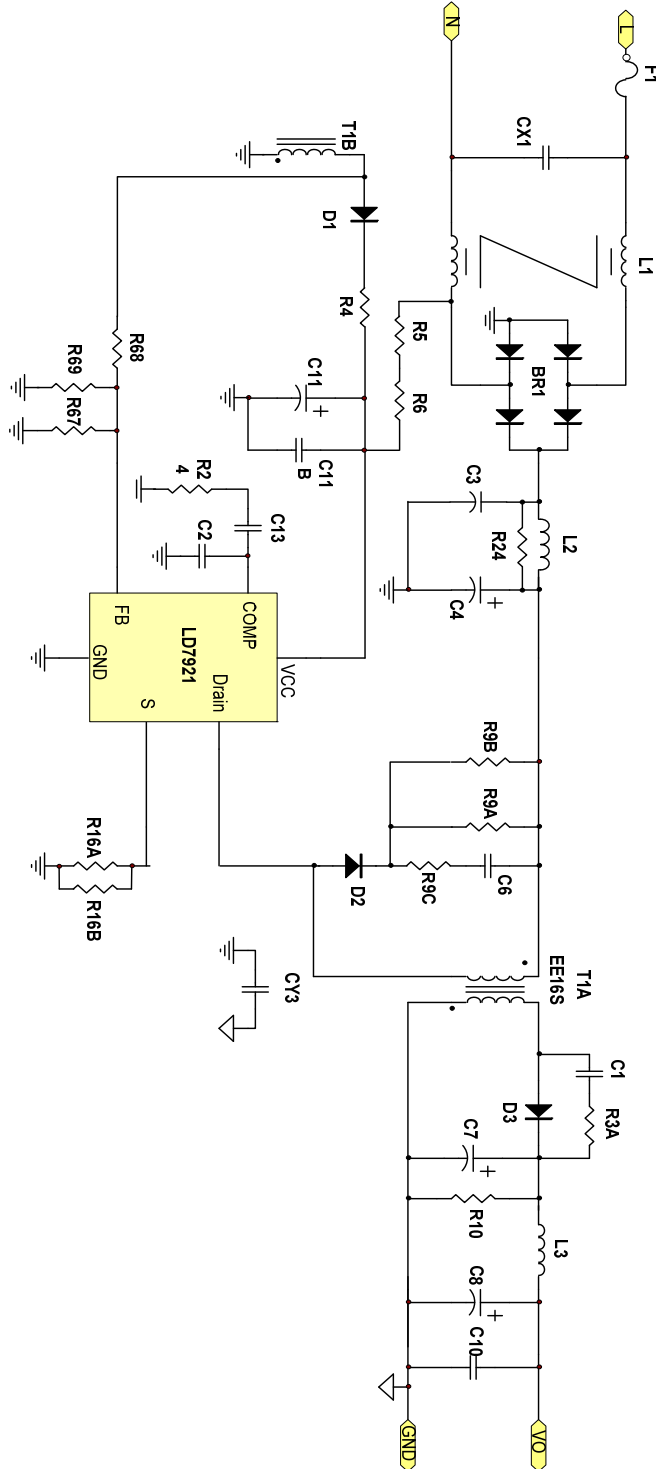 F1
L
L1
C1
R3A
T1A
EE16S
L2
L3
BR1
D3
VO
CX1
R24
C3
C4
R9B
R9A
C6
C7
R10
C8
C10
N
R5
R6
R9C
GND
T1B
D1
R4
D2
C11
C11
B
VCC
C13
COMP
Drain
CY3
R2
4
C2
LD7921
S
R68
FB
GND
R69
R67
R16A
R16B